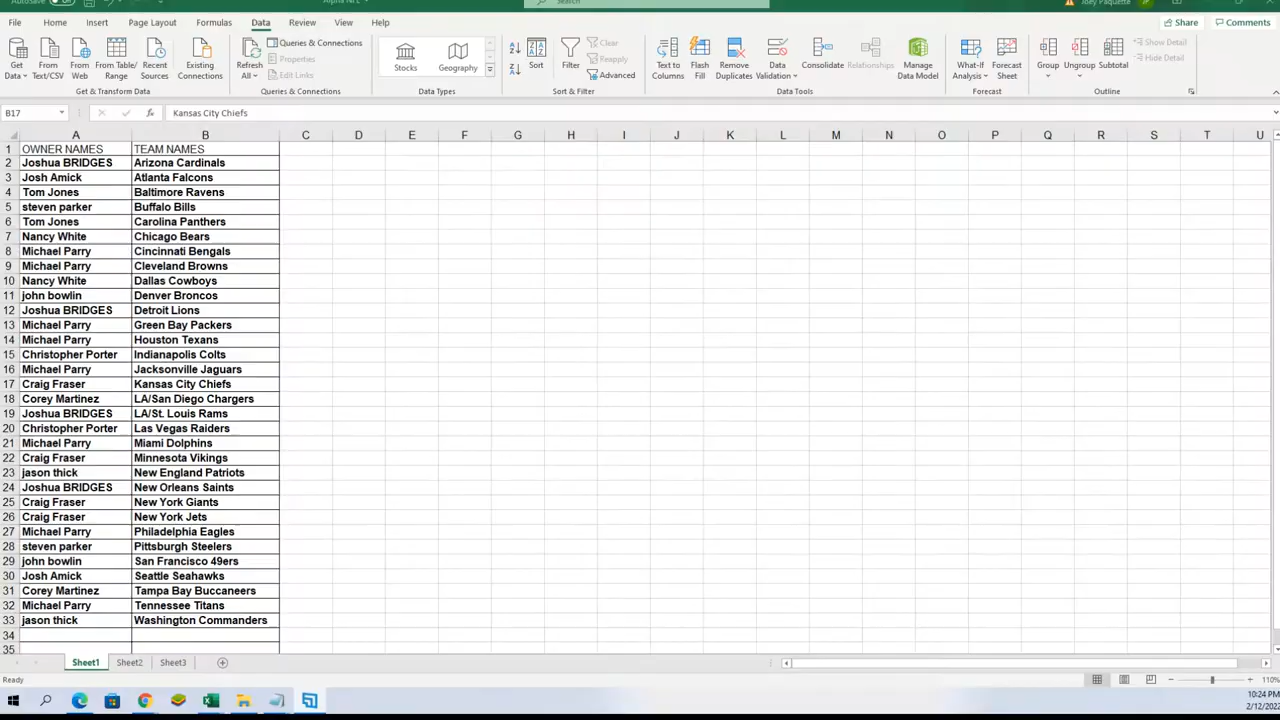 AutoSave
Alpha NFL
Search
Joey Paquette
JP
File Home Insert Page Layout Formulas Data Review View Help
Share Comments
Get Data
From Text/CSV
From Web
From Table/ Range
Recent Sources
Existing Connections
Get & Transform Data
Refresh All
Queries & Connections
Properties
Edit Links
Queries & Connections
Stocks
Geography
Data Types
Sort
Filter
Clear
Reapply
Advanced
Sort & Filter
Text to Columns
Flash Fill
Remove Duplicates
Data Validation
Consolidate
Relationships
Manage Data Model
Data Tools
What-If Analysis
Forecast Sheet
Forecast
Group
Ungroup
Subtotal
Show Detail
Hide Detail
Outline
B17 fx Kansas City Chiefs
A B C D E F G H I J K L M N O P Q R S T U
1 OWNER NAMES TEAM NAMES
2 Joshua BRIDGES Arizona Cardinals
3 Josh Amick Atlanta Falcons
4 Tom Jones Baltimore Ravens
5 steven parker Buffalo Bills
6 Tom Jones Carolina Panthers
7 Nancy White Chicago Bears
8 Michael Parry Cincinnati Bengals
9 Michael Parry Cleveland Browns
10 Nancy White Dallas Cowboys
11 john bowlin Denver Broncos
12 Joshua BRIDGES Detroit Lions
13 Michael Parry Green Bay Packers
14 Michael Parry Houston Texans
15 Christopher Porter Indianapolis Colts
16 Michael Parry Jacksonville Jaguars
17 Craig Fraser Kansas City Chiefs
18 Corey Martinez LA/San Diego Chargers
19 Joshua BRIDGES LA/St. Louis Rams
20 Christopher Porter Las Vegas Raiders
21 Michael Parry Miami Dolphins
22 Craig Fraser Minnesota Vikings
23 jason thick New England Patriots
24 Joshua BRIDGES New Orleans Saints
25 Craig Fraser New York Giants
26 Craig Fraser New York Jets
27 Michael Parry Philadelphia Eagles
28 steven parker Pittsburgh Steelers
29 john bowlin San Francisco 49ers
30 Josh Amick Seattle Seahawks
31 Corey Martinez Tampa Bay Buccaneers
32 Michael Parry Tennessee Titans
33 jason thick Washington Commanders
34
35
Sheet1 Sheet2 Sheet3
Ready 110%
10:24 PM
2/12/202